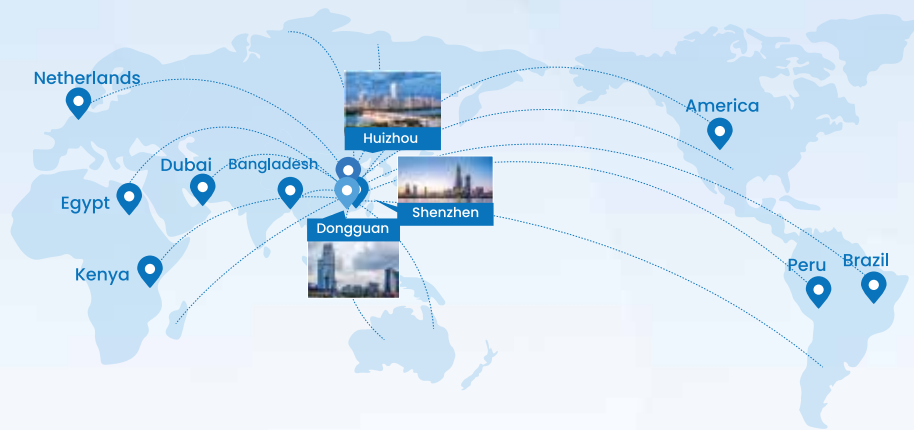 Netherlands
America
Huizhou
Dubai
Bangladesh
Egypt
Shenzhen
Dongguan
Kenya
Peru
Brazil